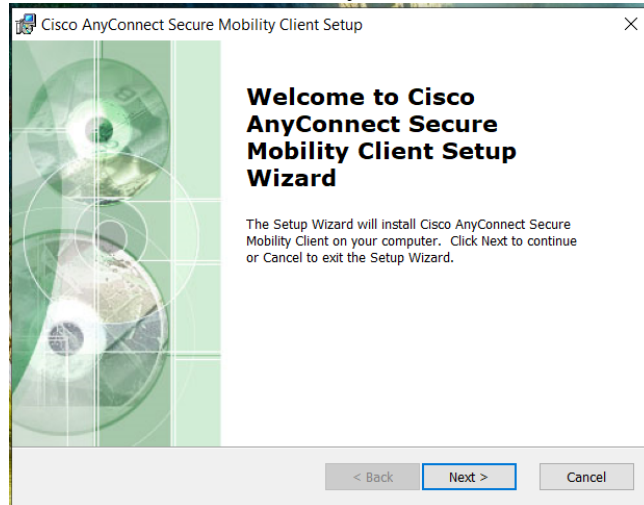 Cisco AnyConnect Secure Mobility Client Setup
Welcome to Cisco
AnyConnect Secure
Mobility Client Setup
Wizard
The Setup Wizard will install Cisco AnyConnect Secure
Mobility Client on your computer. Click Next to continue
or Cancel to exit the Setup Wizard.
< Back
Next >
Cancel